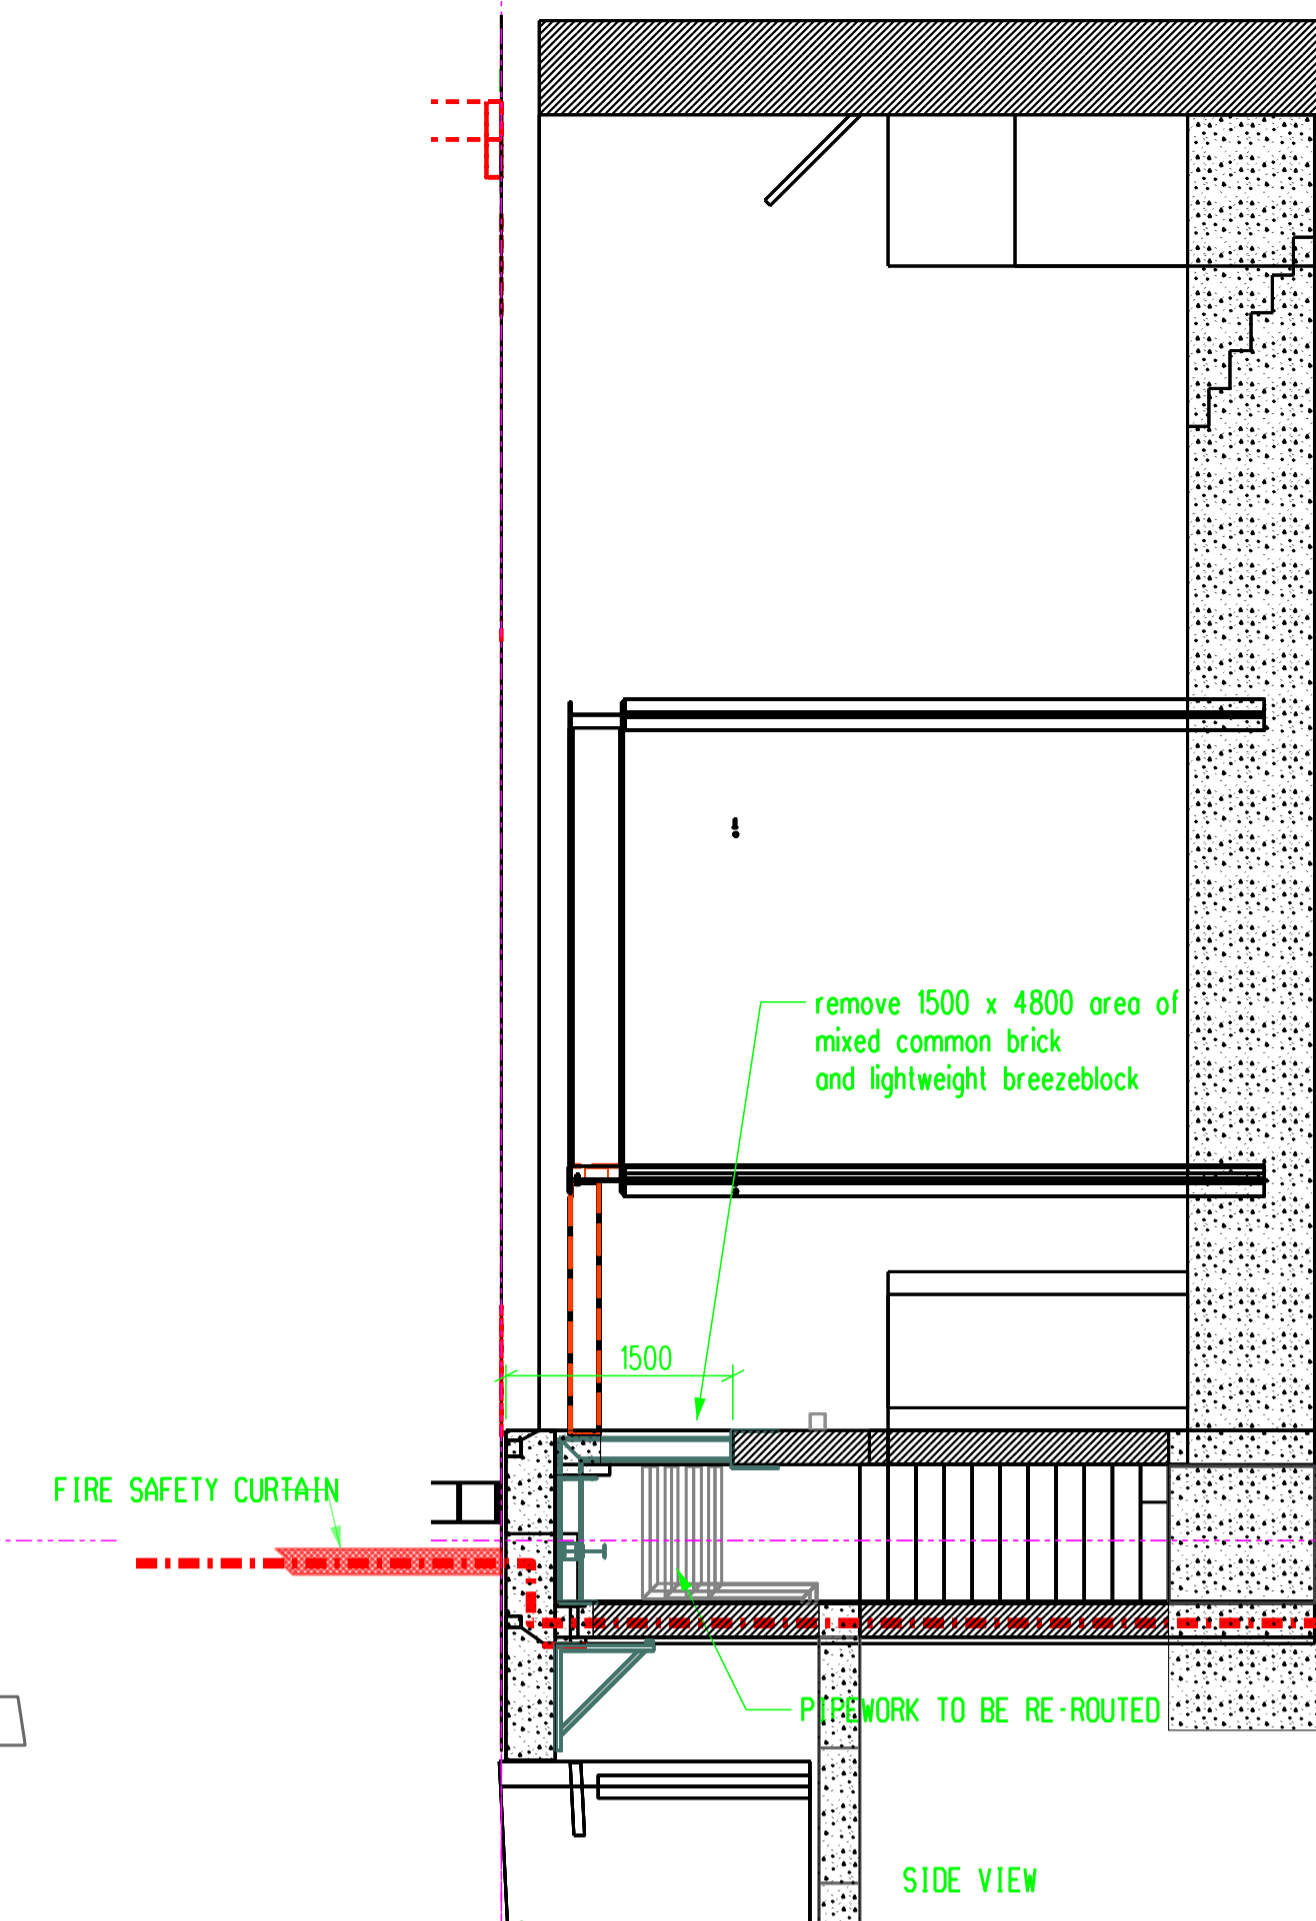 remove 1500 x 4800 area of
mixed common brick
and lightweight breezeblock
1500
FIRE SAFETY CURTAIN
PIPEWORK TO BE RE-ROUTED
SIDE VIEW